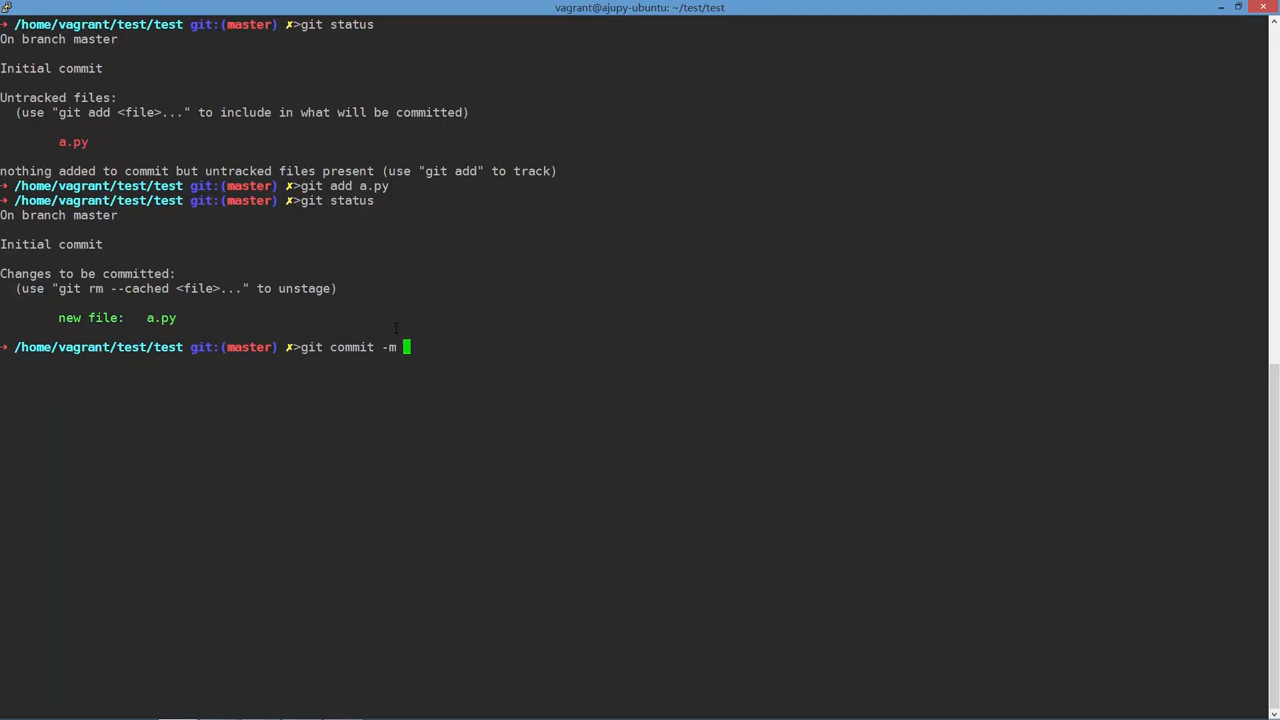 vagrant@ajupy-ubuntu: ~/test/test
➜ /home/vagrant/test/test git:(master) ✗>git status
On branch master
Initial commit
Untracked files:
  (use "git add <file>..." to include in what will be committed)
        a.py
nothing added to commit but untracked files present (use "git add" to track)
➜ /home/vagrant/test/test git:(master) ✗>git add a.py
➜ /home/vagrant/test/test git:(master) ✗>git status
On branch master
Initial commit
Changes to be committed:
  (use "git rm --cached <file>..." to unstage)
        new file:   a.py
➜ /home/vagrant/test/test git:(master) ✗>git commit -m